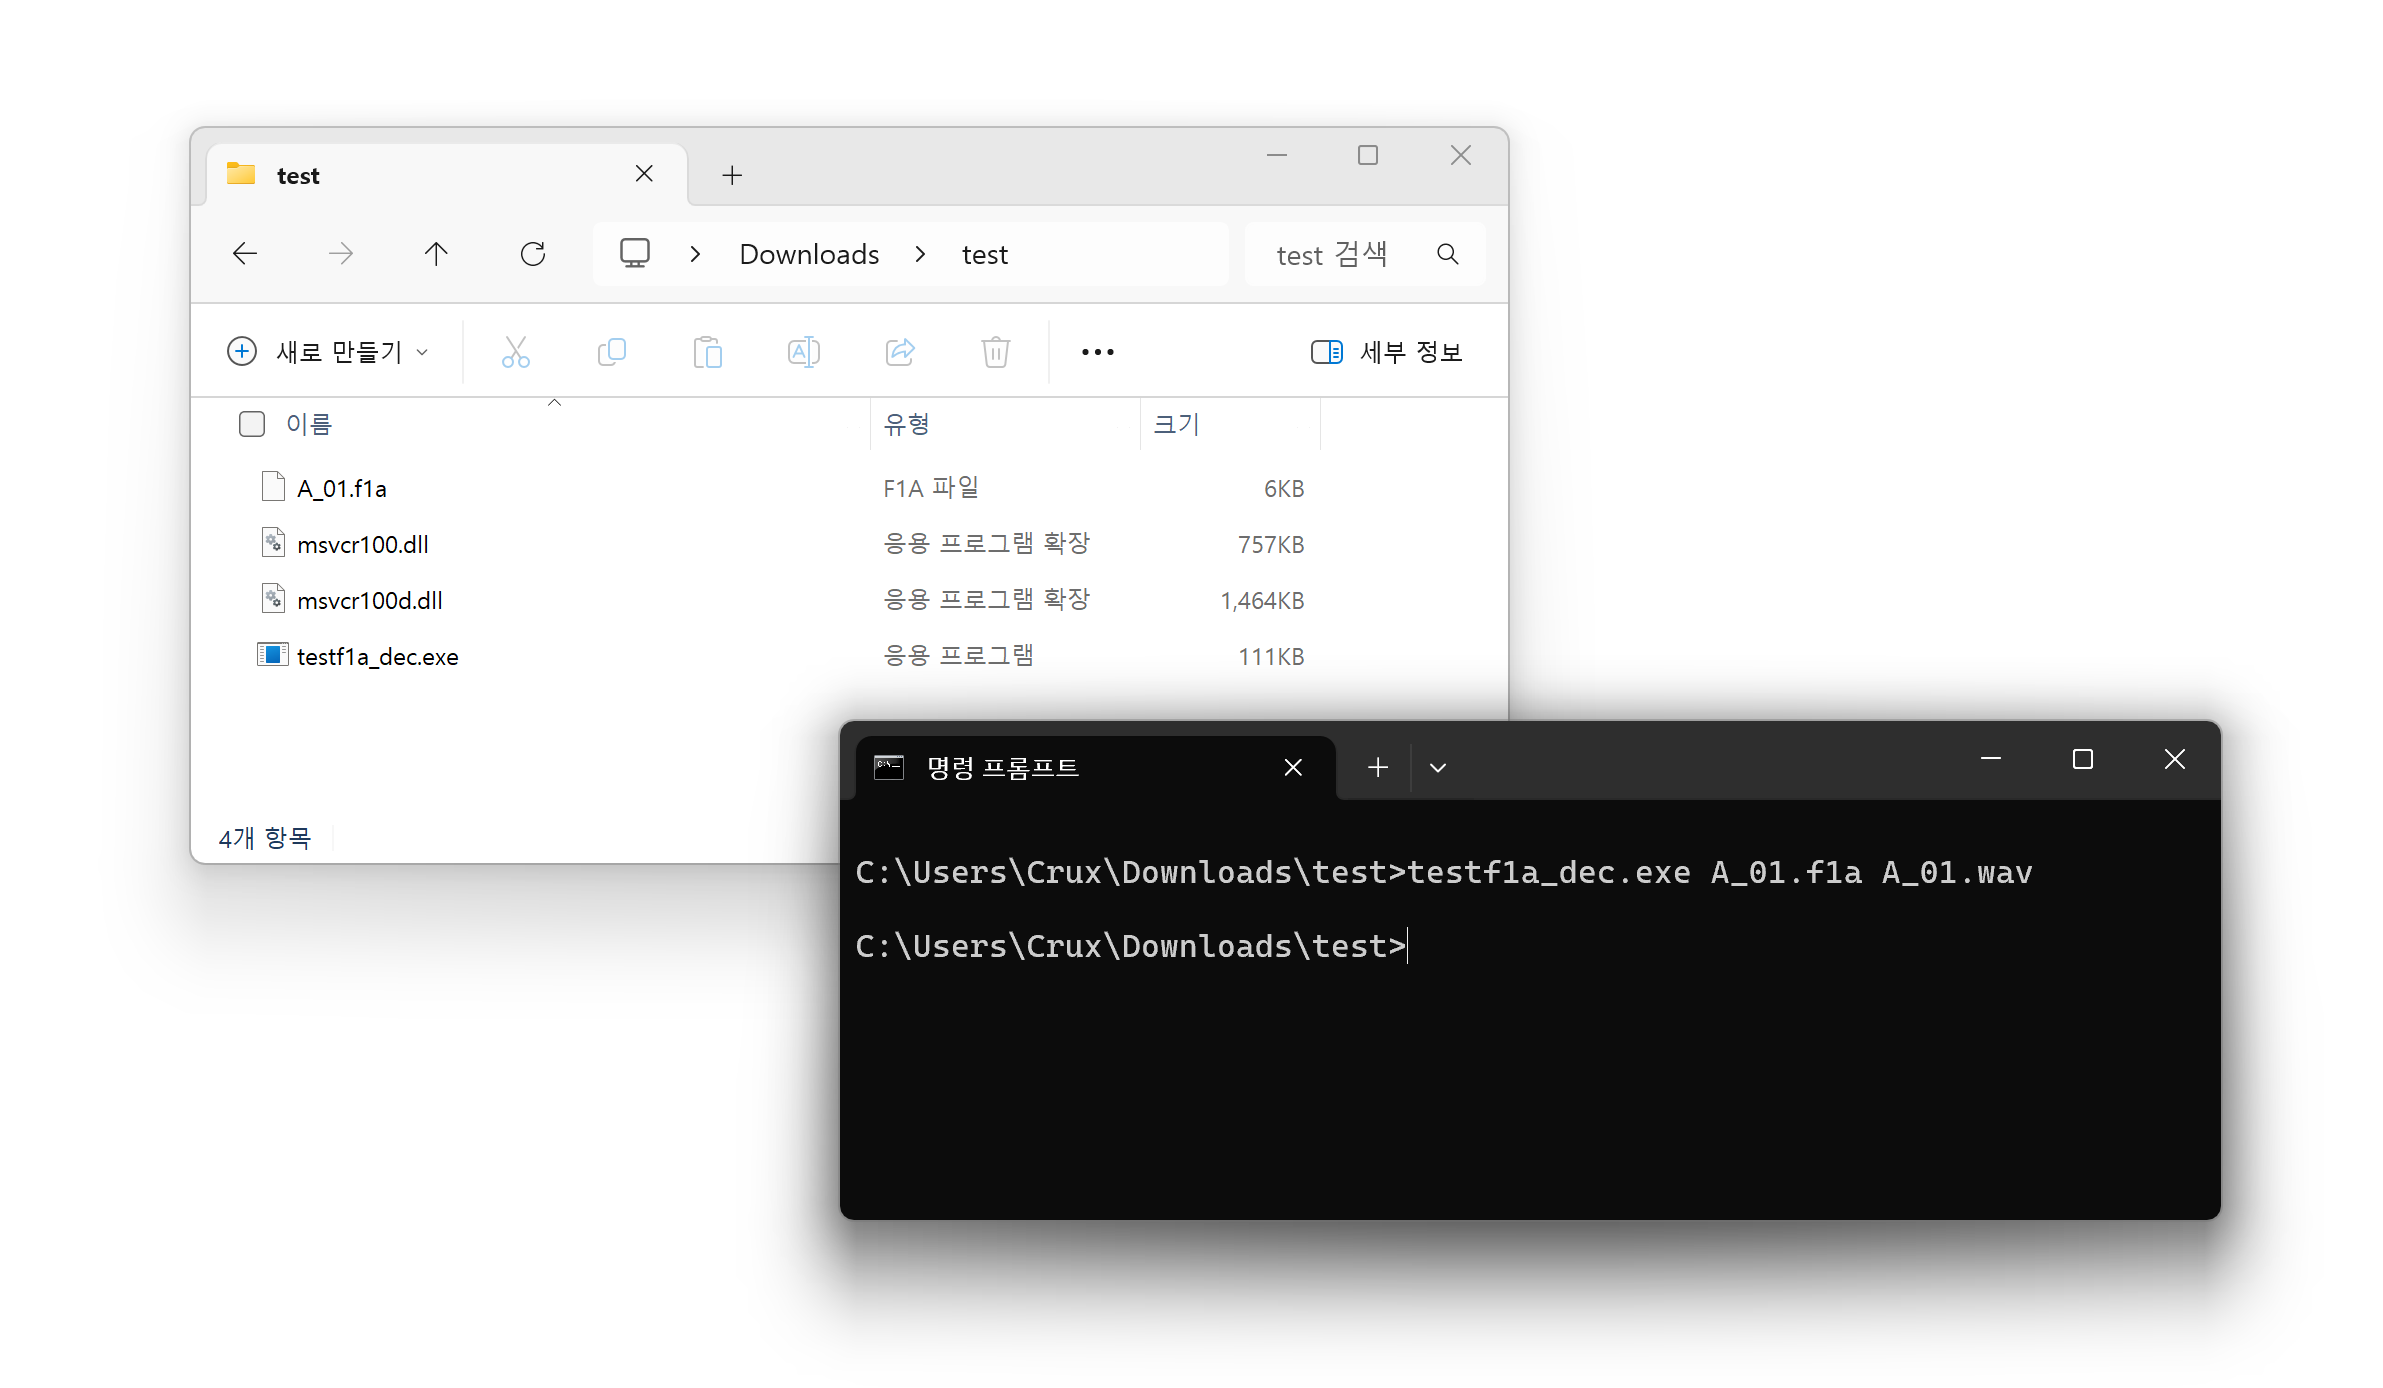 test
Downloads > test
test 검색
새로 만들기
세부 정보
이름 유형 크기
A_01.f1a F1A 파일 6KB
msvcr100.dll 응용 프로그램 확장 757KB
msvcr100d.dll 응용 프로그램 확장 1,464KB
testf1a_dec.exe 응용 프로그램 111KB
4개 항목
명령 프롬프트
C:\Users\Crux\Downloads\test>testf1a_dec.exe A_01.f1a A_01.wav
C:\Users\Crux\Downloads\test>